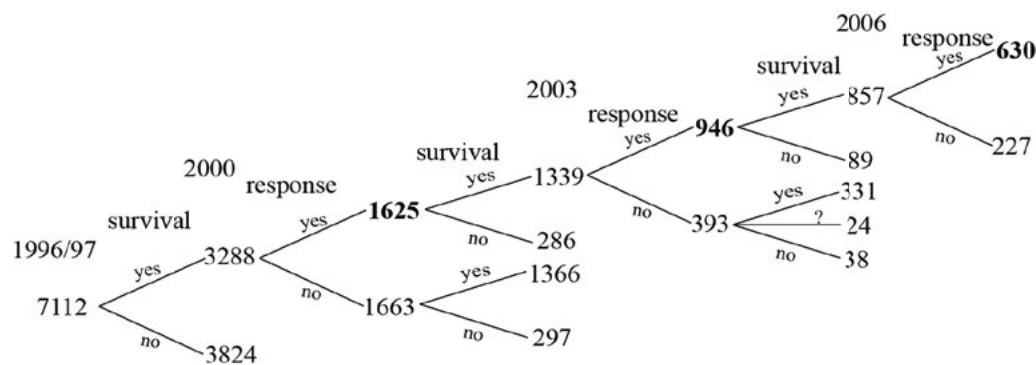 2006
response
yes
630
survival
yes
857
2003
response
yes
946
no
227
no
89
survival
yes
1339
yes
331
2000
response
yes
1625
no
393
?
24
no
38
survival
no
286
1996/97
yes
3288
yes
1366
7112
no
1663
no
297
no
3824